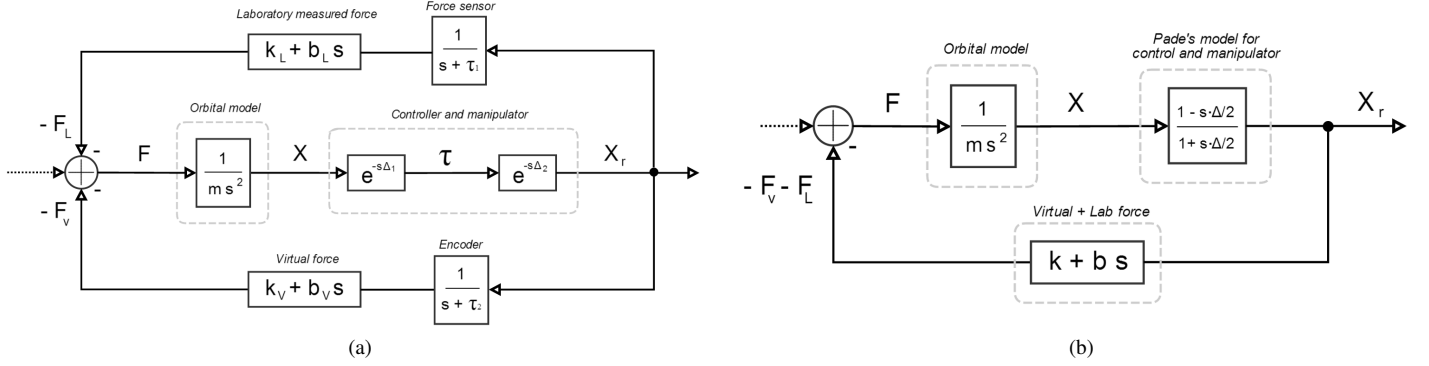 Laboratory measured force
Force sensor
k_L + b_L s
1
s + τ_1
- F_L
-
Orbital model
Controller and manipulator
F
1
m s^2
X
e^{-sΔ_1}
τ
e^{-sΔ_2}
X_r
-
- F_v
Virtual force
Encoder
k_V + b_V s
1
s + τ_2
(a)
Orbital model
Pade's model for
control and manipulator
F
1
m s^2
X
1 - s·Δ/2
1 + s·Δ/2
X_r
-
- F_v - F_L
Virtual + Lab force
k + b s
(b)